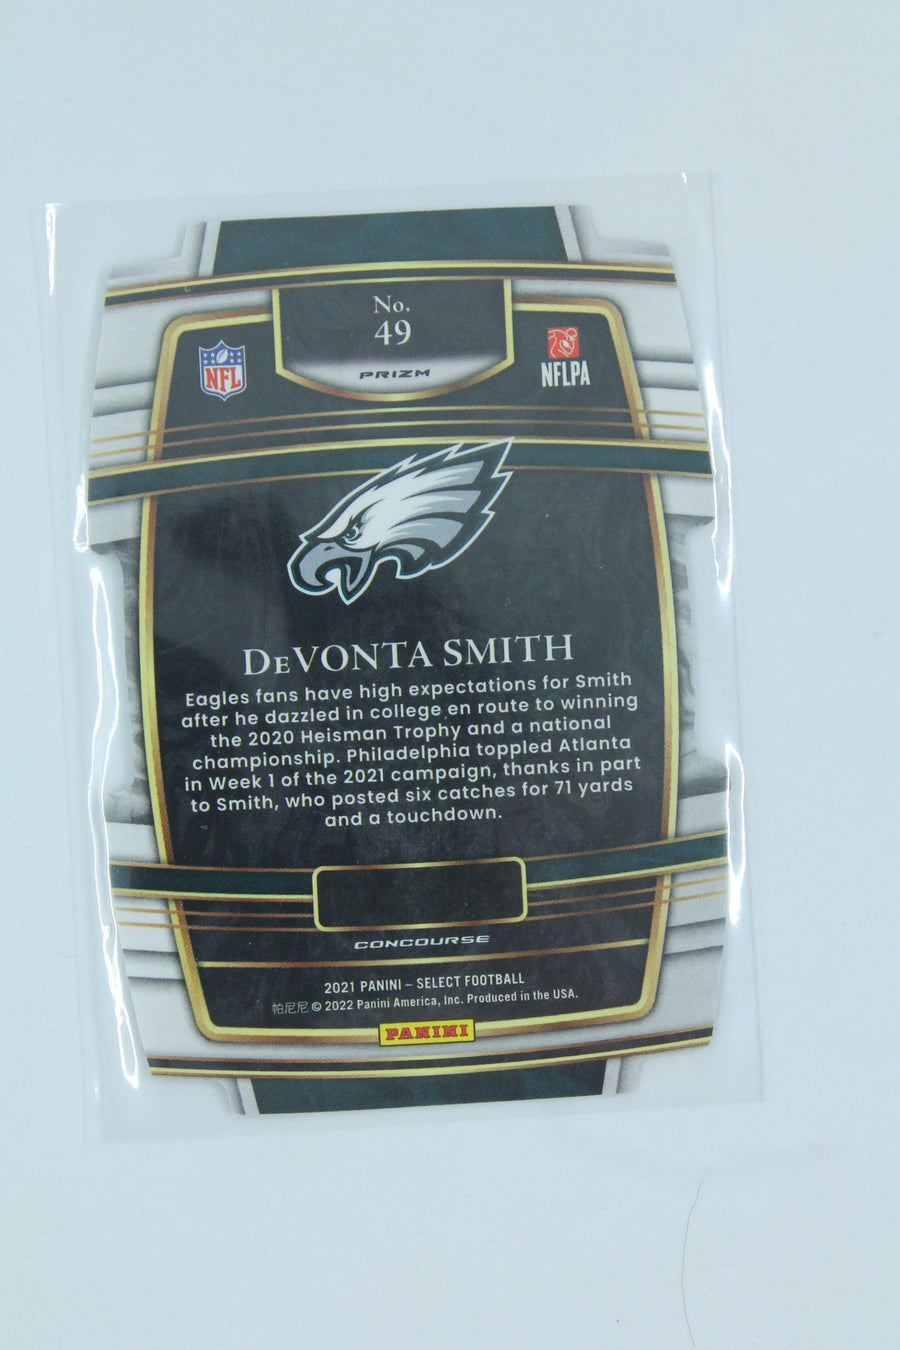 No.
49
PRIZM
NFL
NFLPA
DeVONTA SMITH
Eagles fans have high expectations for Smith
after he dazzled in college en route to winning
the 2020 Heisman Trophy and a national
championship. Philadelphia toppled Atlanta
in Week 1 of the 2021 campaign, thanks in part
to Smith, who posted six catches for 71 yards
and a touchdown.
CONCOURSE
2021 PANINI – SELECT FOOTBALL
帕尼尼 © 2022 Panini America, Inc. Produced in the USA.
PANINI